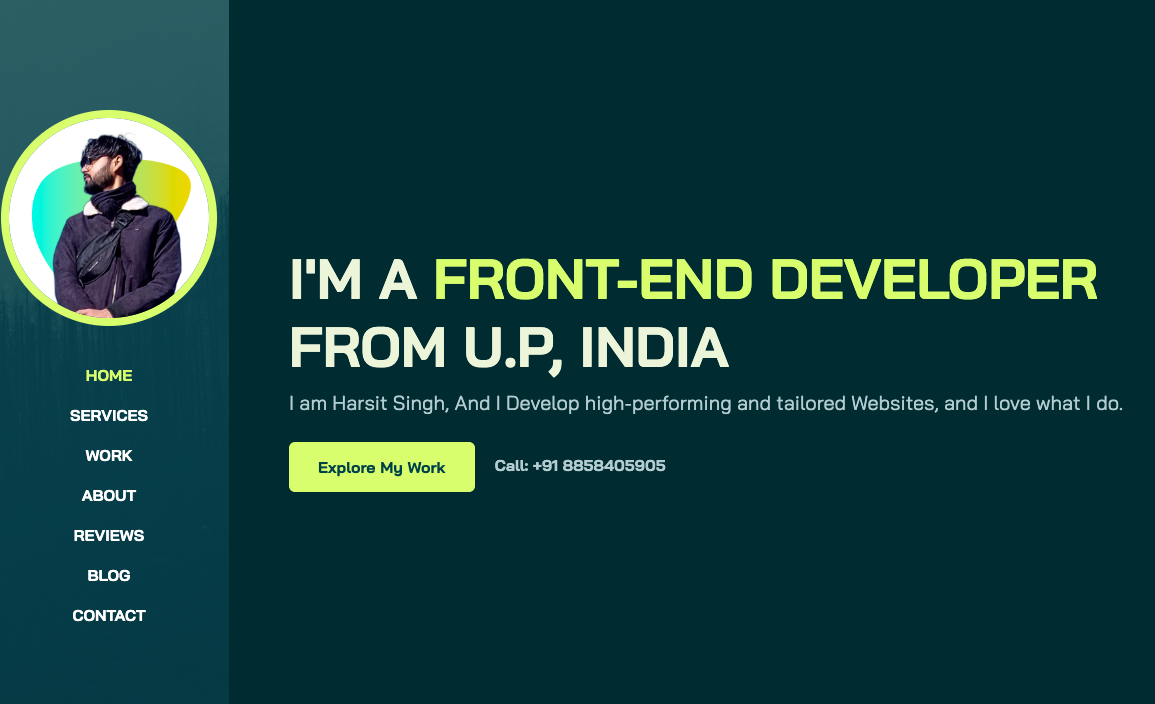 HOME
SERVICES
WORK
ABOUT
REVIEWS
BLOG
CONTACT
I'M A FRONT-END DEVELOPER
FROM U.P, INDIA
I am Harsit Singh, And I Develop high-performing and tailored Websites, and I love what I do.
Explore My Work
Call: +91 8858405905